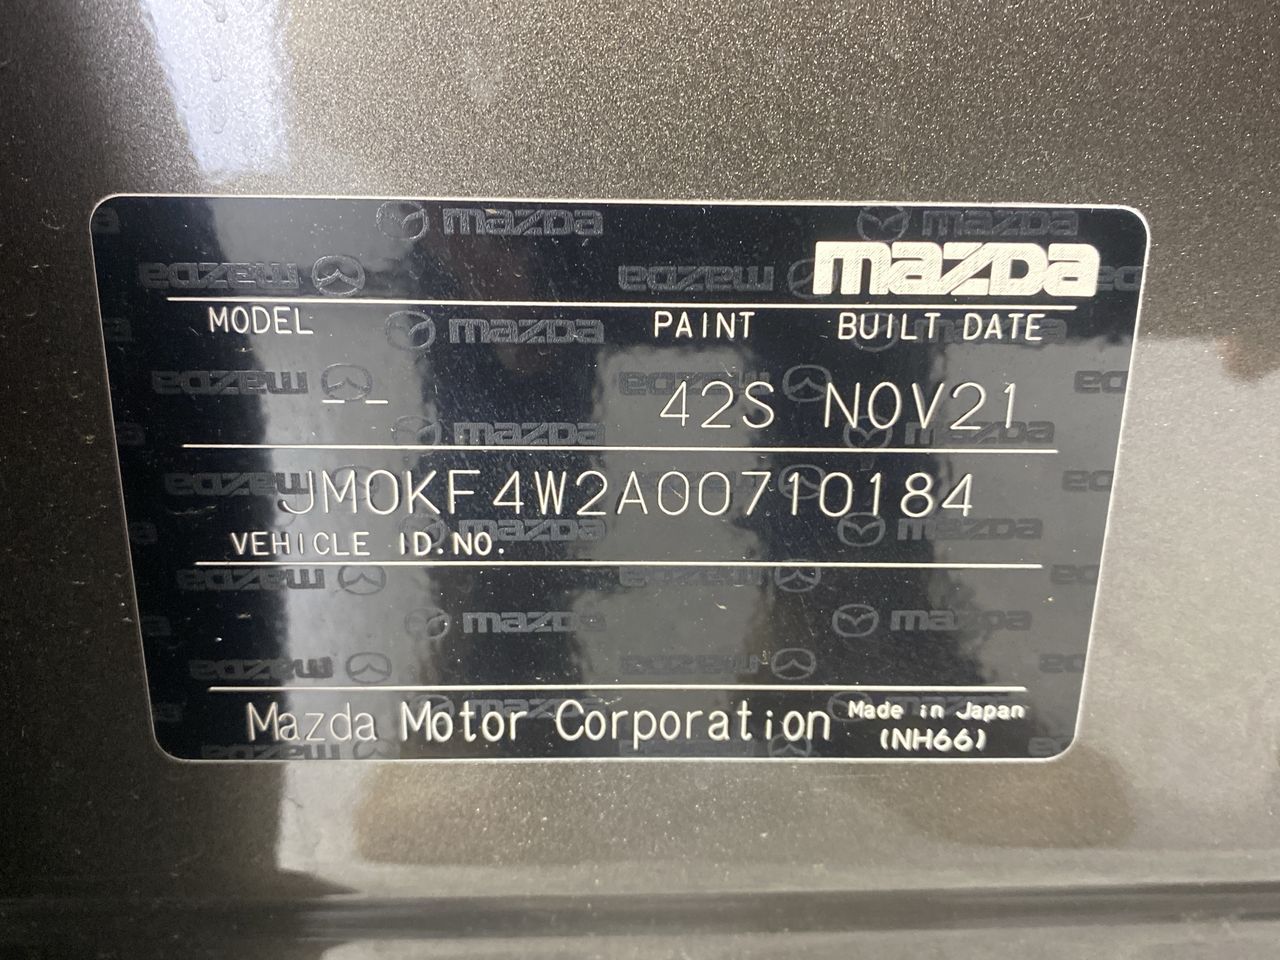 mazda
MODEL PAINT BUILT DATE
-- 42S NOV21
JM0KF4W2A00710184
VEHICLE ID.NO.
Mazda Motor Corporation Made in Japan
(NH66)